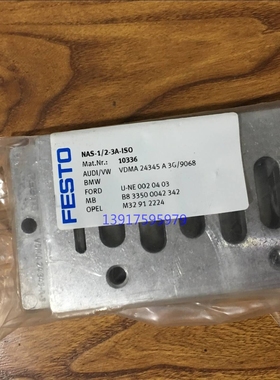 FESTO
NAS-1/2-3A-ISO
Mat.Nr.: 10336
AUDI/VW VDMA 24345 A 3G/9068
BMW
FORD U-NE 002 04 03
MB B8 3350 0042 342
OPEL M32 91 2224
13917595970